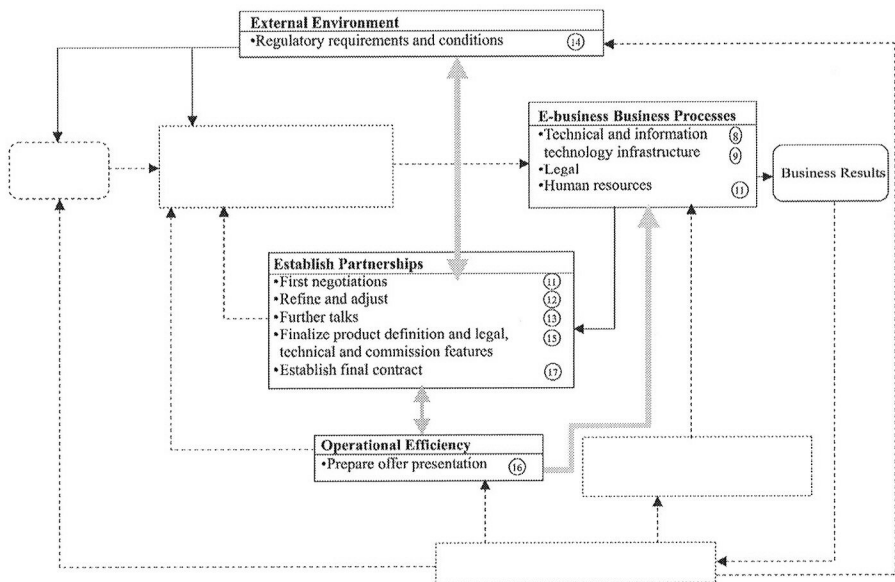 External Environment
•Regulatory requirements and conditions 14
E-business Business Processes
•Technical and information 8
technology infrastructure 9
•Legal
•Human resources 11
Business Results
Establish Partnerships
•First negotiations 11
•Refine and adjust 12
•Further talks 13
•Finalize product definition and legal, 15
technical and commission features
•Establish final contract 17
Operational Efficiency
•Prepare offer presentation 16